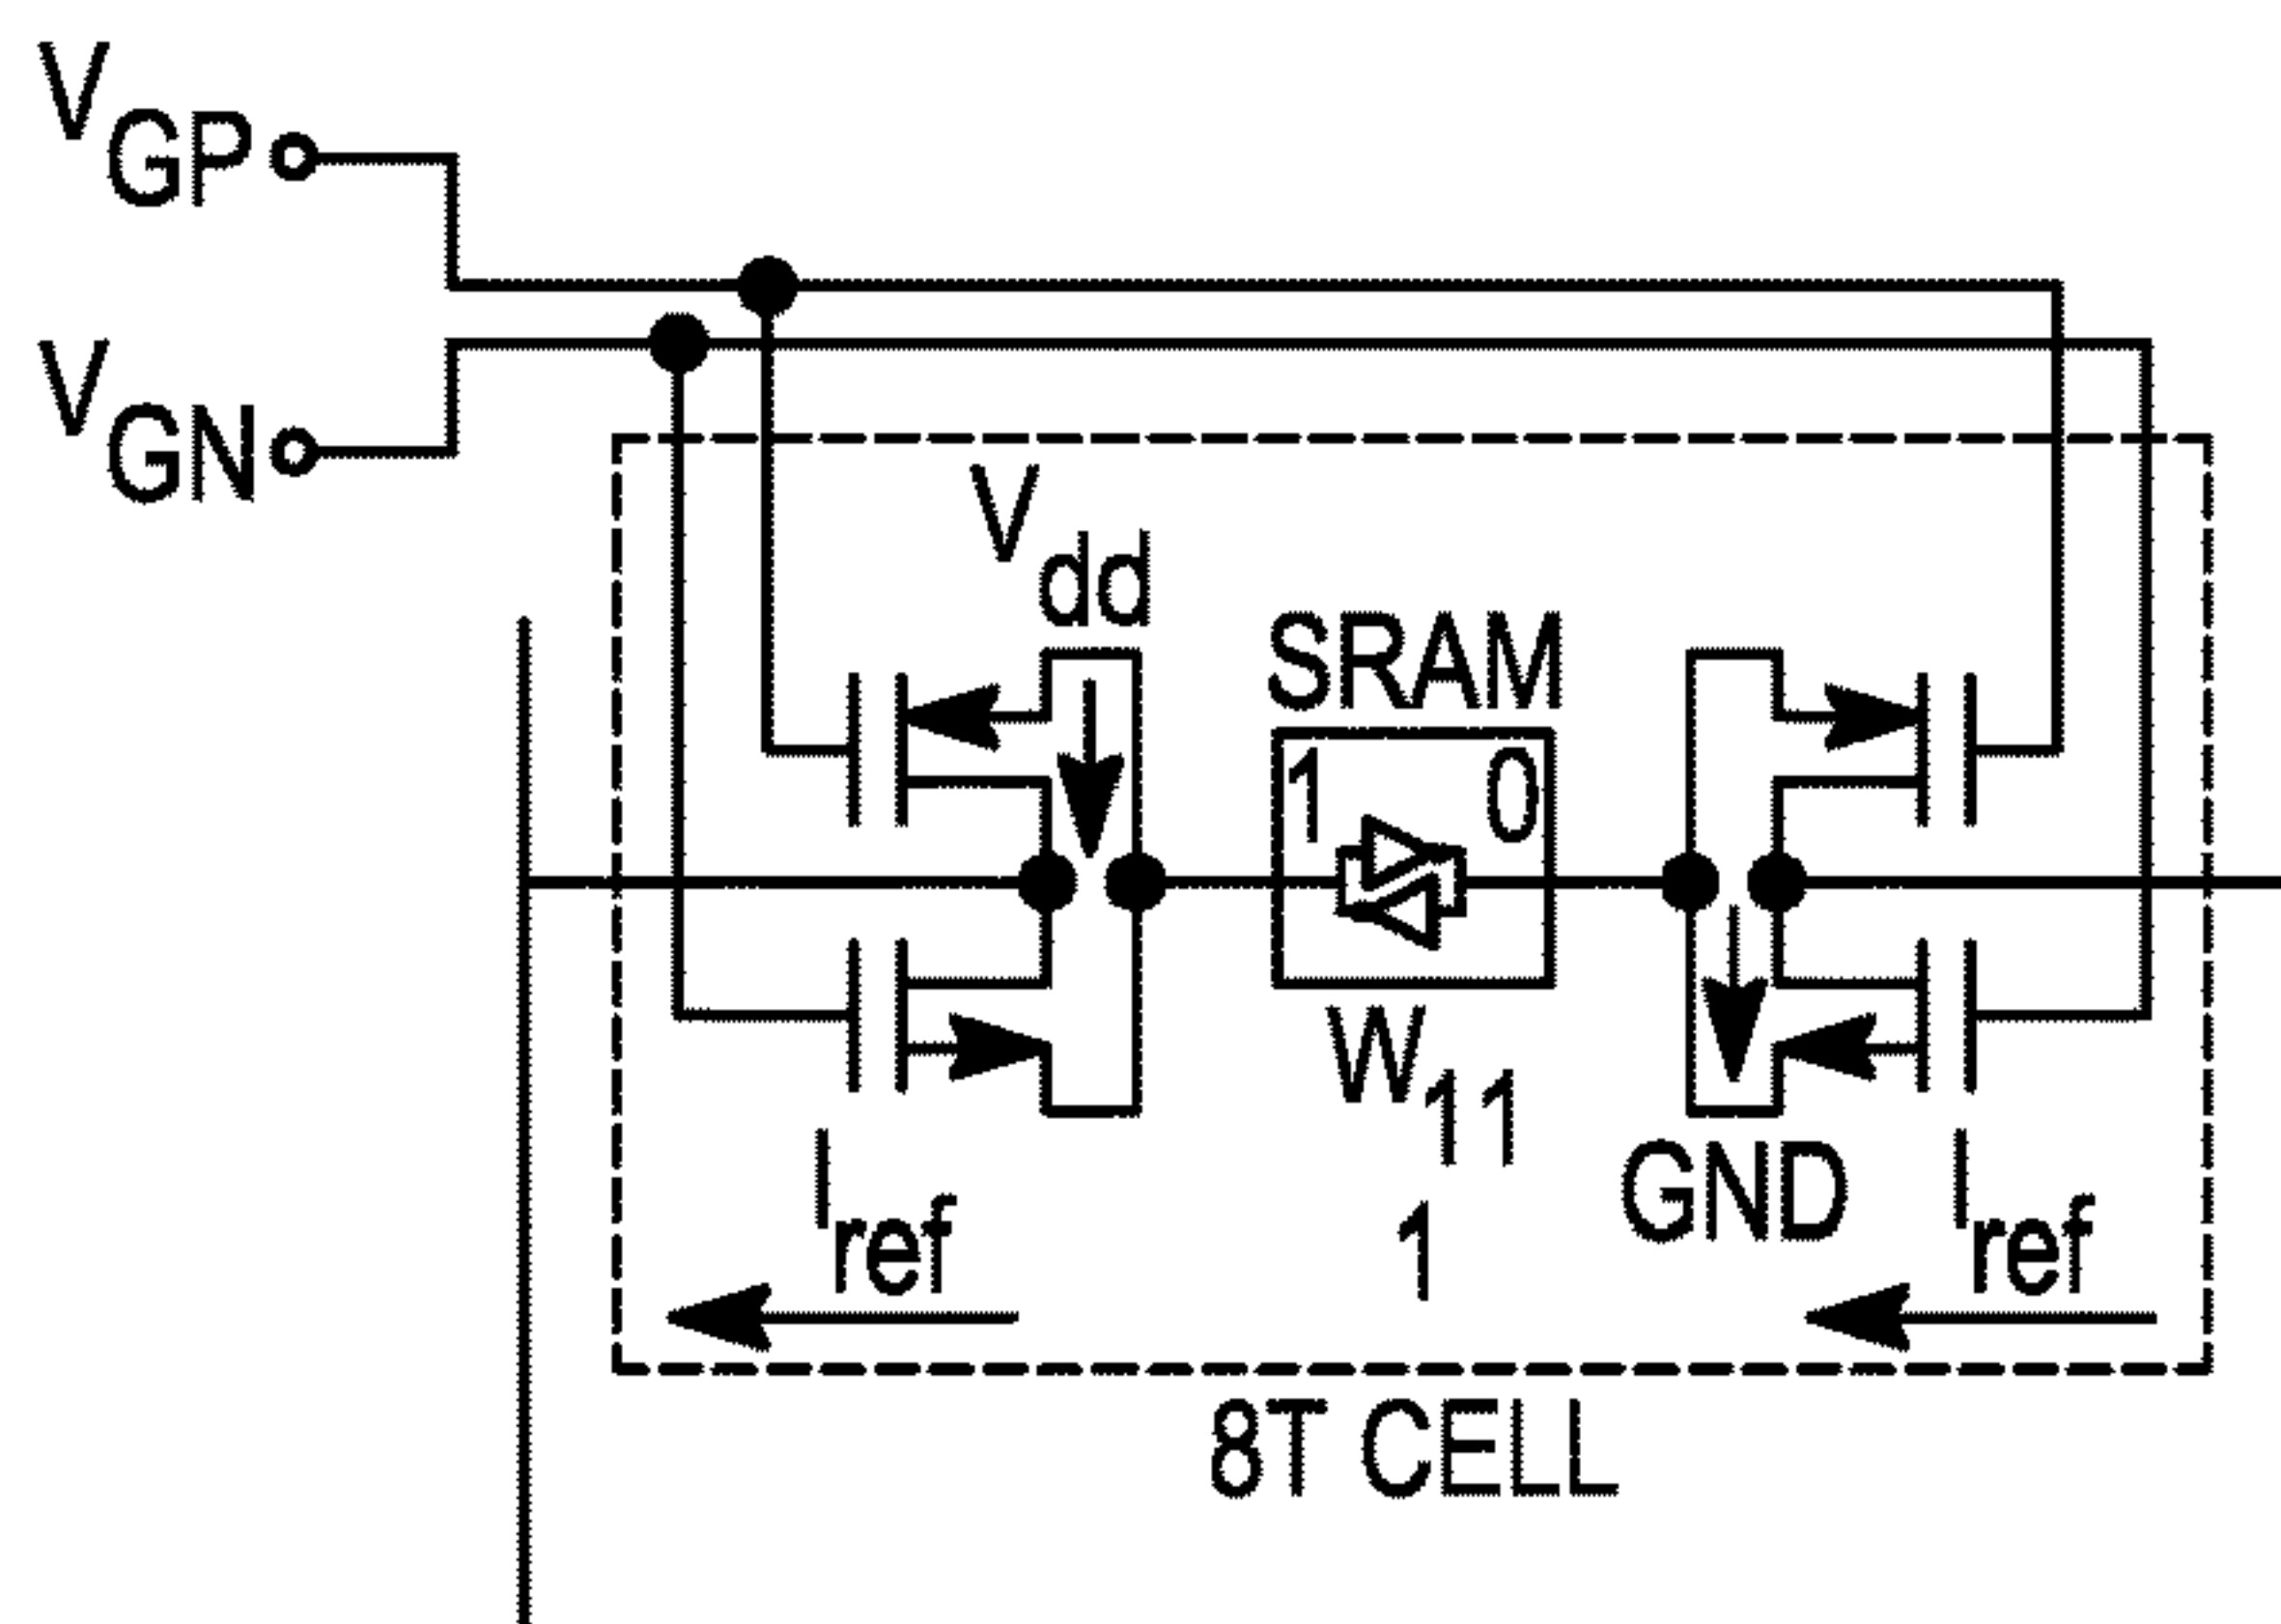 VGP
VGN
Vdd
SRAM
1 0
W11
1
GND
Iref
Iref
8T CELL